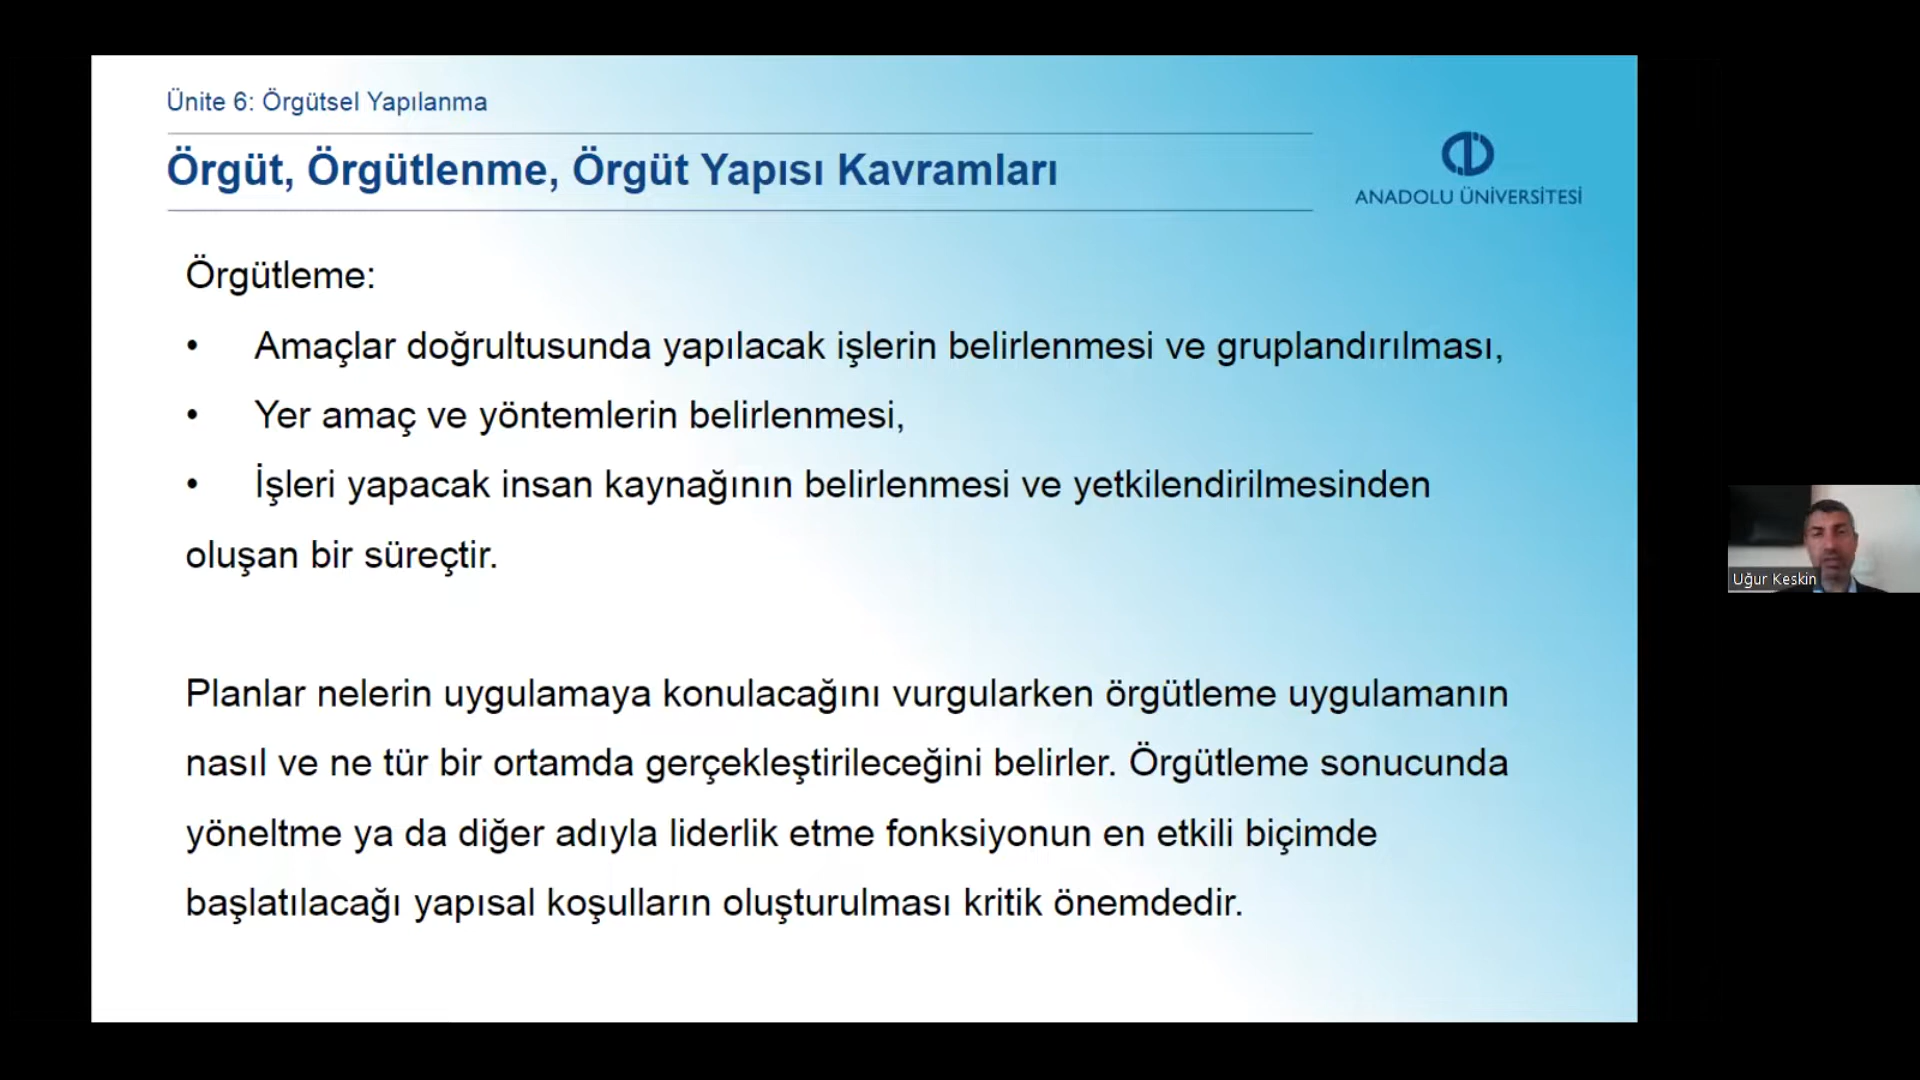 Ünite 6: Örgütsel Yapılanma
Örgüt, Örgütlenme, Örgüt Yapısı Kavramları
ANADOLU ÜNİVERSİTESİ
Örgütleme:
• Amaçlar doğrultusunda yapılacak işlerin belirlenmesi ve gruplandırılması,
• Yer amaç ve yöntemlerin belirlenmesi,
• İşleri yapacak insan kaynağının belirlenmesi ve yetkilendirilmesinden
oluşan bir süreçtir.
Planlar nelerin uygulamaya konulacağını vurgularken örgütleme uygulamanın
nasıl ve ne tür bir ortamda gerçekleştirileceğini belirler. Örgütleme sonucunda
yöneltme ya da diğer adıyla liderlik etme fonksiyonun en etkili biçimde
başlatılacağı yapısal koşulların oluşturulması kritik önemdedir.
Uğur Keskin